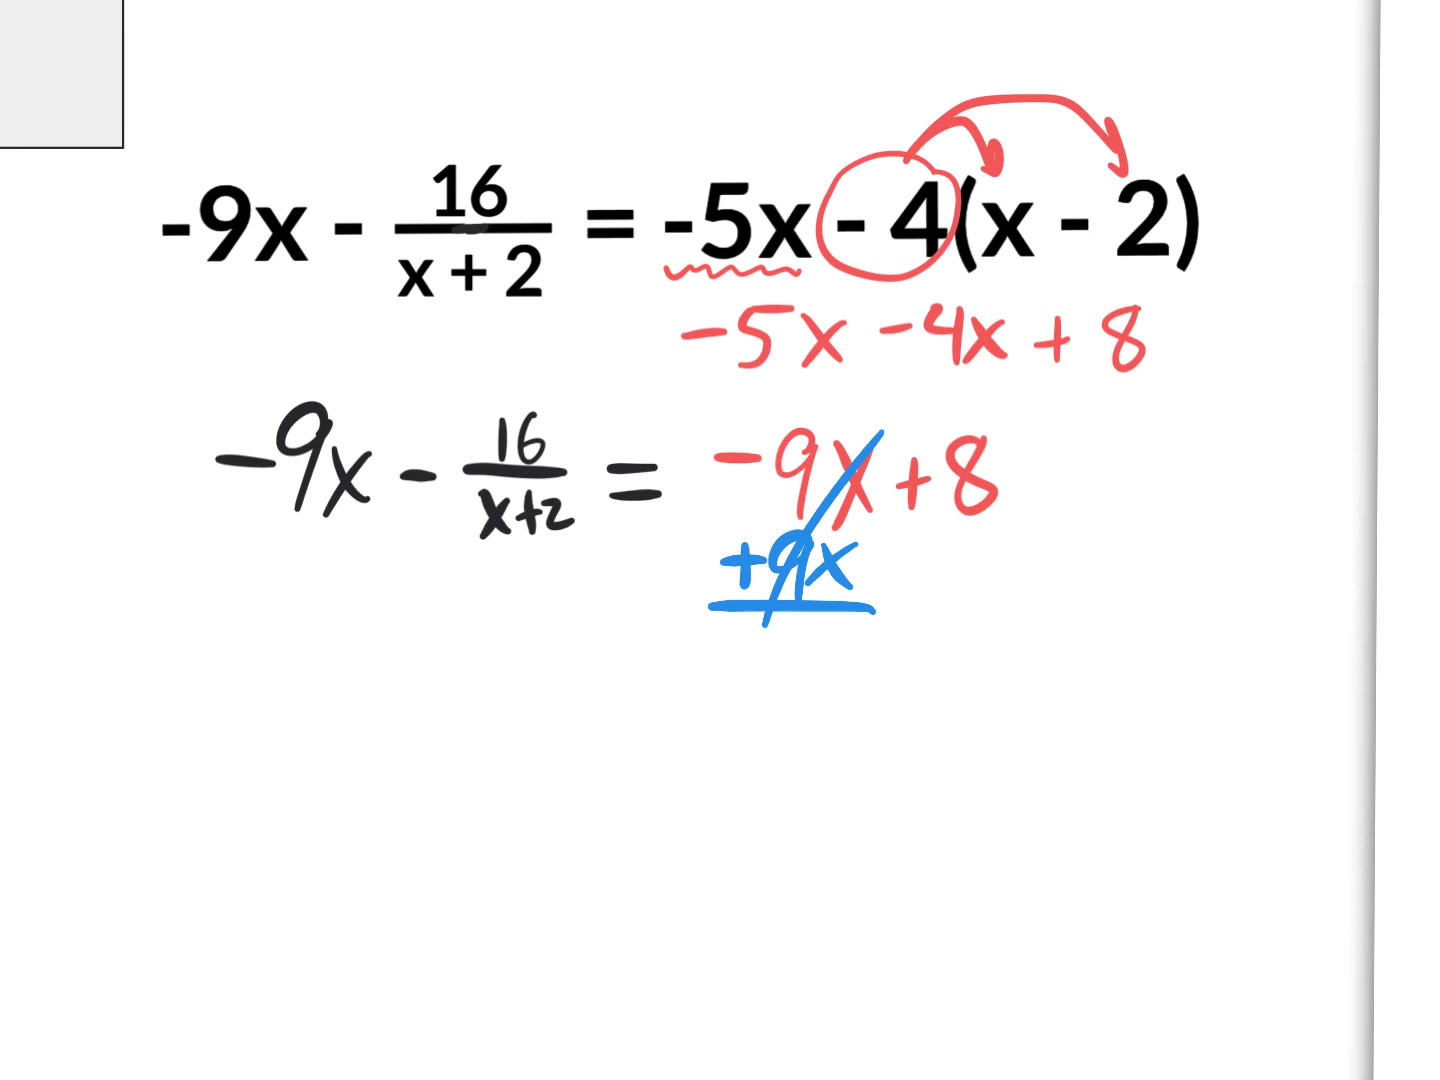 -9x - 16/(x + 2) = -5x - 4(x - 2)
-5x -4x + 8
-9x - 16/(x+2) = -9x +8
+9x